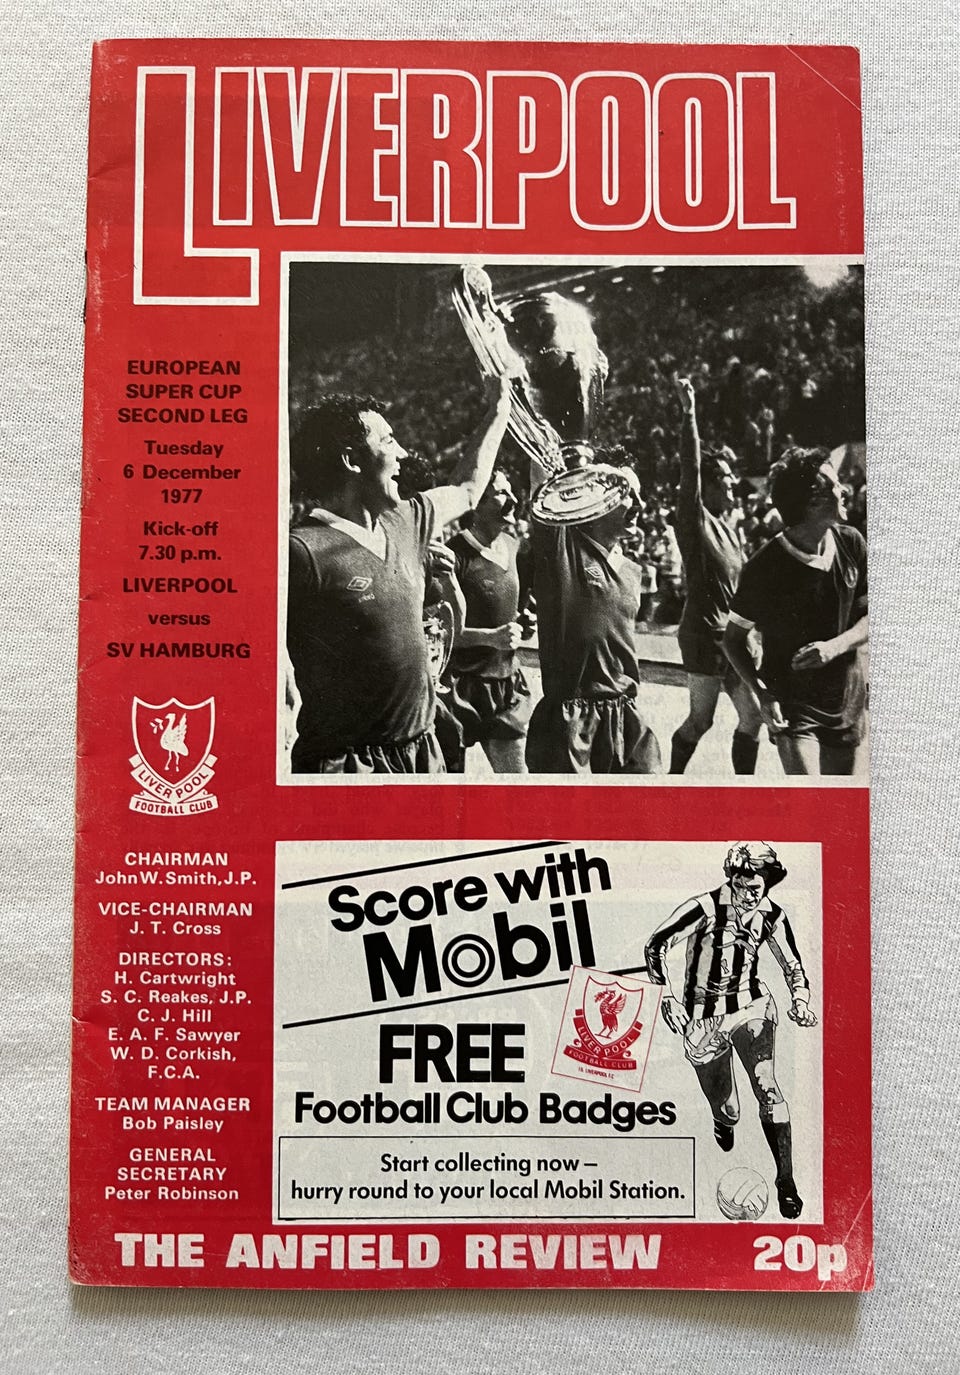 LIVERPOOL
EUROPEAN
SUPER CUP
SECOND LEG
Tuesday
6 December
1977
Kick-off
7.30 p.m.
LIVERPOOL
versus
SV HAMBURG
LIVERPOOL
FOOTBALL CLUB
CHAIRMAN
John W. Smith, J.P.
VICE-CHAIRMAN
J. T. Cross
DIRECTORS:
H. Cartwright
S. C. Reakes, J.P.
C. J. Hill
E. A. F. Sawyer
W. D. Corkish,
F.C.A.
TEAM MANAGER
Bob Paisley
GENERAL
SECRETARY
Peter Robinson
Score with
Mobil
FREE
LIVERPOOL
FOOTBALL CLUB
Football Club Badges
Start collecting now –
hurry round to your local Mobil Station.
THE ANFIELD REVIEW 20p